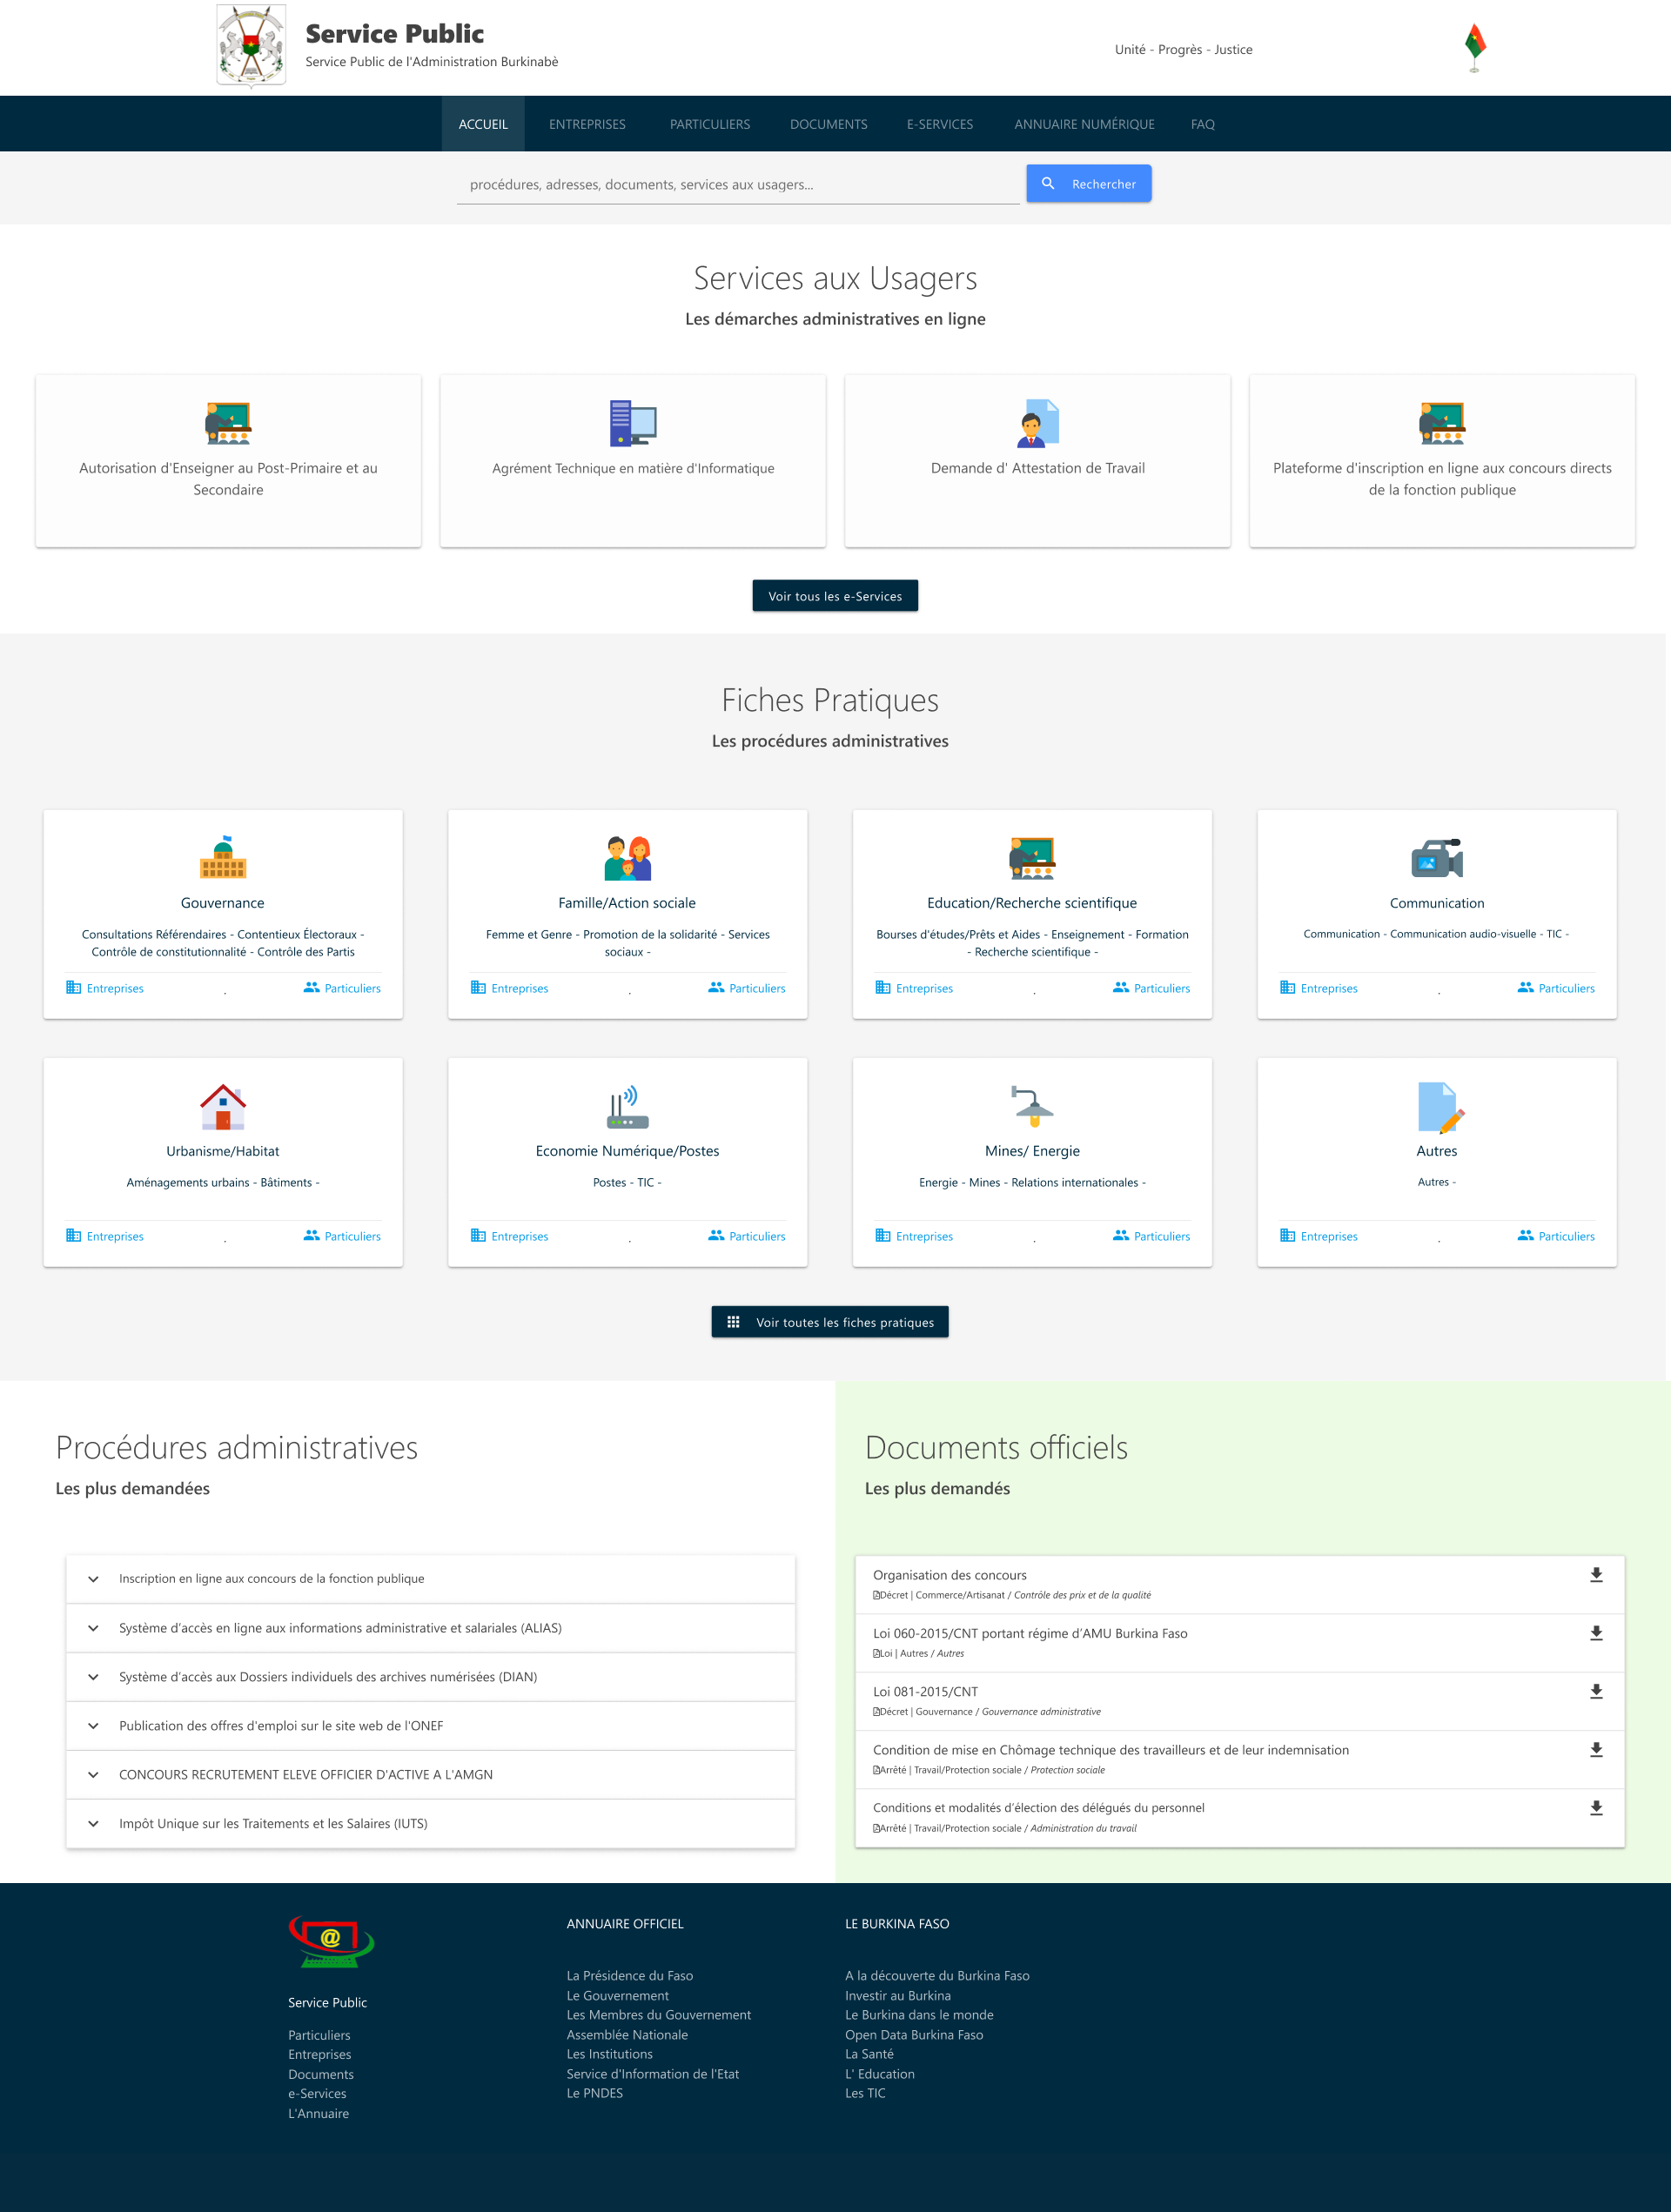 Service Public
Service Public de l'Administration Burkinabè
Unité - Progrès - Justice
ACCUEIL
ENTREPRISES
PARTICULIERS
DOCUMENTS
E-SERVICES
ANNUAIRE NUMÉRIQUE
FAQ
procédures, adresses, documents, services aux usagers...
Rechercher
Services aux Usagers
Les démarches administratives en ligne
Autorisation d'Enseigner au Post-Primaire et au
Secondaire
Agrément Technique en matière d'Informatique
Demande d' Attestation de Travail
Plateforme d'inscription en ligne aux concours directs
de la fonction publique
Voir tous les e-Services
Fiches Pratiques
Les procédures administratives
Gouvernance
Consultations Référendaires - Contentieux Électoraux -
Contrôle de constitutionnalité - Contrôle des Partis
Entreprises
.
Particuliers
Famille/Action sociale
Femme et Genre - Promotion de la solidarité - Services
sociaux -
Entreprises
.
Particuliers
Education/Recherche scientifique
Bourses d'études/Prêts et Aides - Enseignement - Formation
- Recherche scientifique -
Entreprises
.
Particuliers
Communication
Communication - Communication audio-visuelle - TIC -
Entreprises
.
Particuliers
Urbanisme/Habitat
Aménagements urbains - Bâtiments -
Entreprises
.
Particuliers
Economie Numérique/Postes
Postes - TIC -
Entreprises
.
Particuliers
Mines/ Energie
Energie - Mines - Relations internationales -
Entreprises
.
Particuliers
Autres
Autres -
Entreprises
.
Particuliers
Voir toutes les fiches pratiques
Procédures administratives
Les plus demandées
Inscription en ligne aux concours de la fonction publique
Système d'accès en ligne aux informations administrative et salariales (ALIAS)
Système d'accès aux Dossiers individuels des archives numérisées (DIAN)
Publication des offres d'emploi sur le site web de l'ONEF
CONCOURS RECRUTEMENT ELEVE OFFICIER D'ACTIVE A L'AMGN
Impôt Unique sur les Traitements et les Salaires (IUTS)
Documents officiels
Les plus demandés
Organisation des concours
Décret | Commerce/Artisanat / Contrôle des prix et de la qualité
Loi 060-2015/CNT portant régime d'AMU Burkina Faso
Loi | Autres / Autres
Loi 081-2015/CNT
Décret | Gouvernance / Gouvernance administrative
Condition de mise en Chômage technique des travailleurs et de leur indemnisation
Arrêté | Travail/Protection sociale / Protection sociale
Conditions et modalités d'élection des délégués du personnel
Arrêté | Travail/Protection sociale / Administration du travail
@
Service Public
Particuliers
Entreprises
Documents
e-Services
L'Annuaire
ANNUAIRE OFFICIEL
La Présidence du Faso
Le Gouvernement
Les Membres du Gouvernement
Assemblée Nationale
Les Institutions
Service d'Information de l'Etat
Le PNDES
LE BURKINA FASO
A la découverte du Burkina Faso
Investir au Burkina
Le Burkina dans le monde
Open Data Burkina Faso
La Santé
L' Education
Les TIC